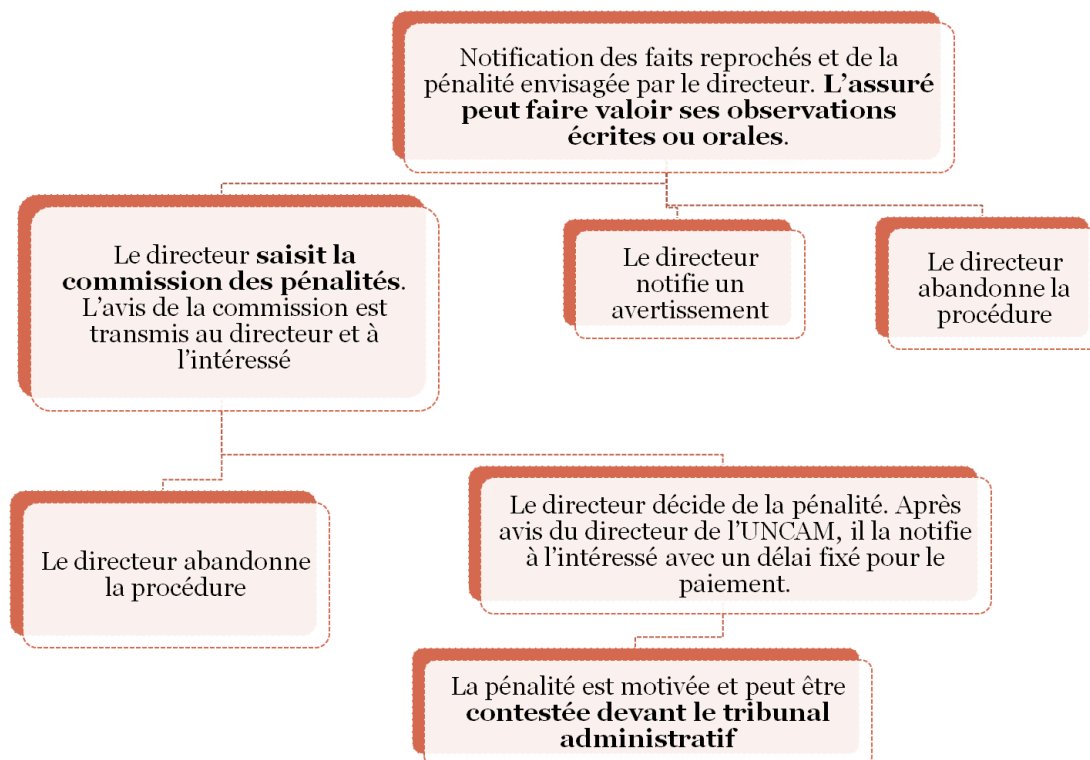 Notification des faits reprochés et de la
pénalité envisagée par le directeur. L'assuré
peut faire valoir ses observations
écrites ou orales.
Le directeur saisit la
commission des pénalités.
L'avis de la commission est
transmis au directeur et à
l'intéressé
Le directeur
notifie un
avertissement
Le directeur
abandonne la
procédure
Le directeur abandonne
la procédure
Le directeur décide de la pénalité. Après
avis du directeur de l'UNCAM, il la notifie
à l'intéressé avec un délai fixé pour le
paiement.
La pénalité est motivée et peut être
contestée devant le tribunal
administratif